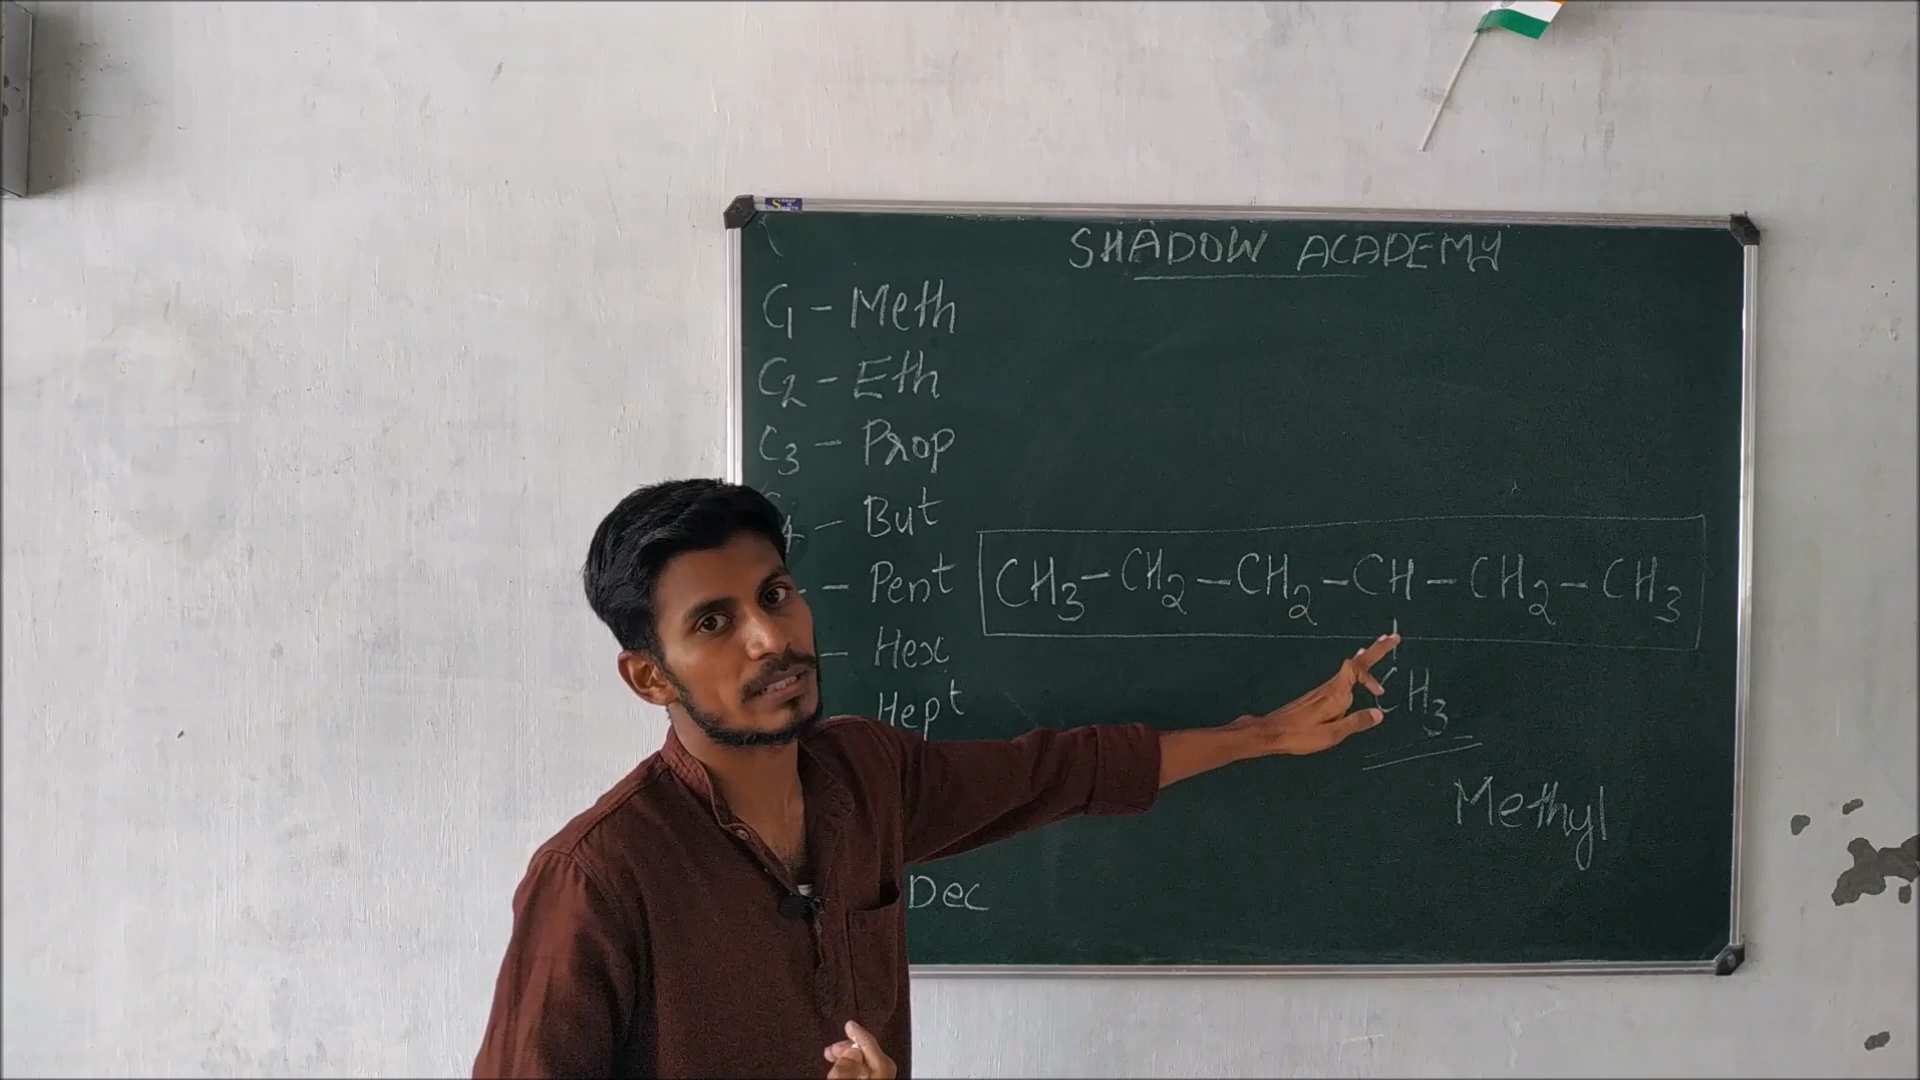 SHADOW ACADEMY
C1 - Meth
C2 - Eth
C3 - Prop
4 - But
- Pent
- Hex
Hept
Dec
CH3-CH2-CH2-CH-CH2-CH3
CH3
Methyl